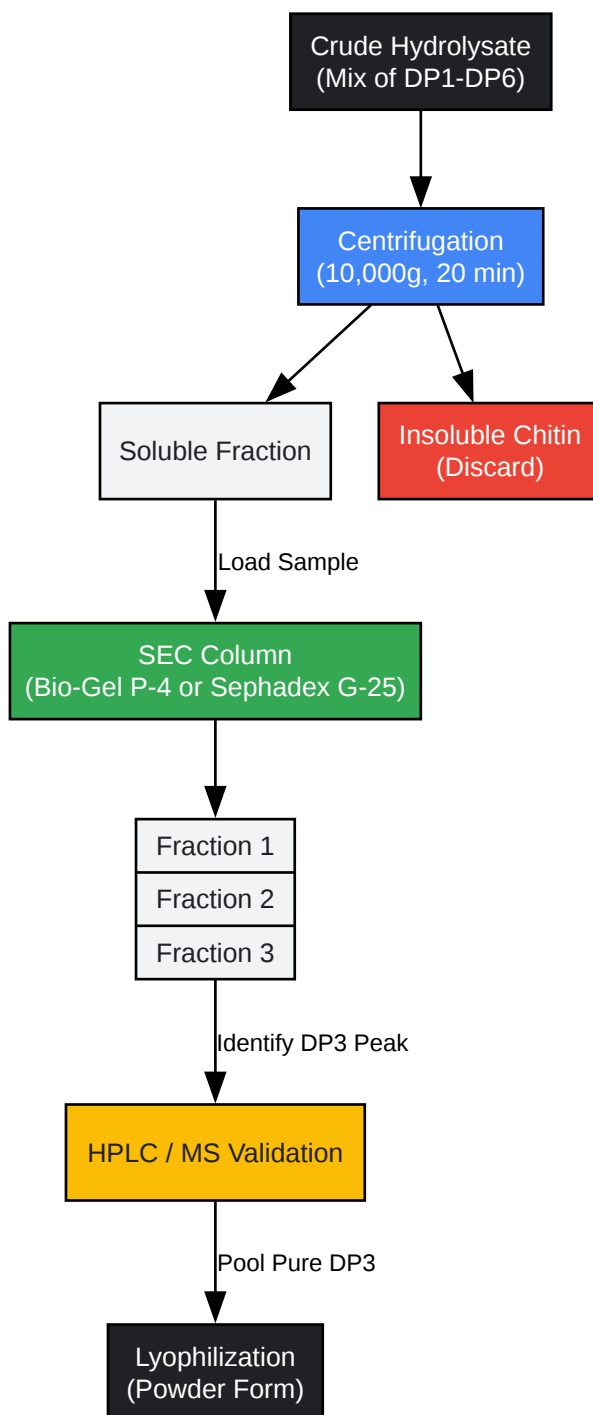 Crude Hydrolysate
(Mix of DP1-DP6)
Centrifugation
(10,000g, 20 min)
Soluble Fraction
Insoluble Chitin
(Discard)
Load Sample
SEC Column
(Bio-Gel P-4 or Sephadex G-25)
Fraction 1
Fraction 2
Fraction 3
Identify DP3 Peak
HPLC / MS Validation
Pool Pure DP3
Lyophilization
(Powder Form)